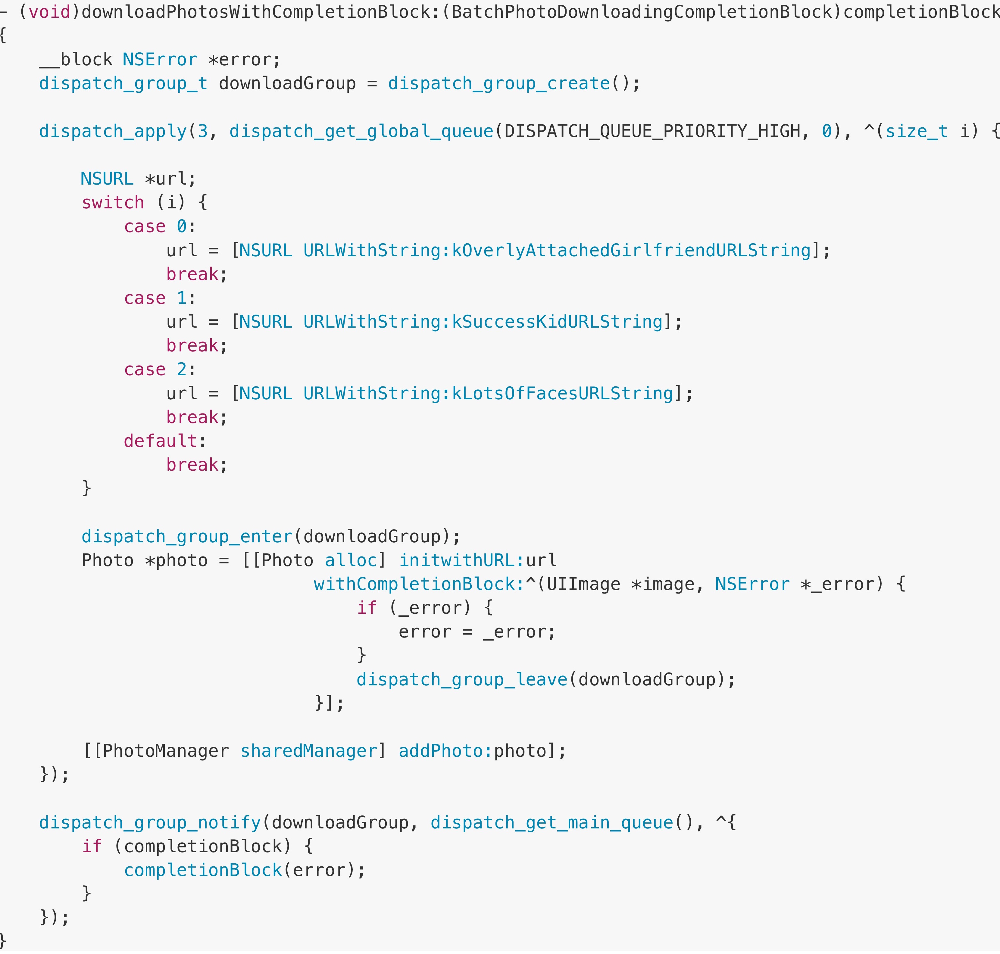 - (void)downloadPhotosWithCompletionBlock:(BatchPhotoDownloadingCompletionBlock)completionBlock
{
    __block NSError *error;
    dispatch_group_t downloadGroup = dispatch_group_create();

    dispatch_apply(3, dispatch_get_global_queue(DISPATCH_QUEUE_PRIORITY_HIGH, 0), ^(size_t i) {

        NSURL *url;
        switch (i) {
            case 0:
                url = [NSURL URLWithString:kOverlyAttachedGirlfriendURLString];
                break;
            case 1:
                url = [NSURL URLWithString:kSuccessKidURLString];
                break;
            case 2:
                url = [NSURL URLWithString:kLotsOfFacesURLString];
                break;
            default:
                break;
        }

        dispatch_group_enter(downloadGroup);
        Photo *photo = [[Photo alloc] initwithURL:url
                              withCompletionBlock:^(UIImage *image, NSError *_error) {
                                  if (_error) {
                                      error = _error;
                                  }
                                  dispatch_group_leave(downloadGroup);
                              }];

        [[PhotoManager sharedManager] addPhoto:photo];
    });

    dispatch_group_notify(downloadGroup, dispatch_get_main_queue(), ^{
        if (completionBlock) {
            completionBlock(error);
        }
    });
}